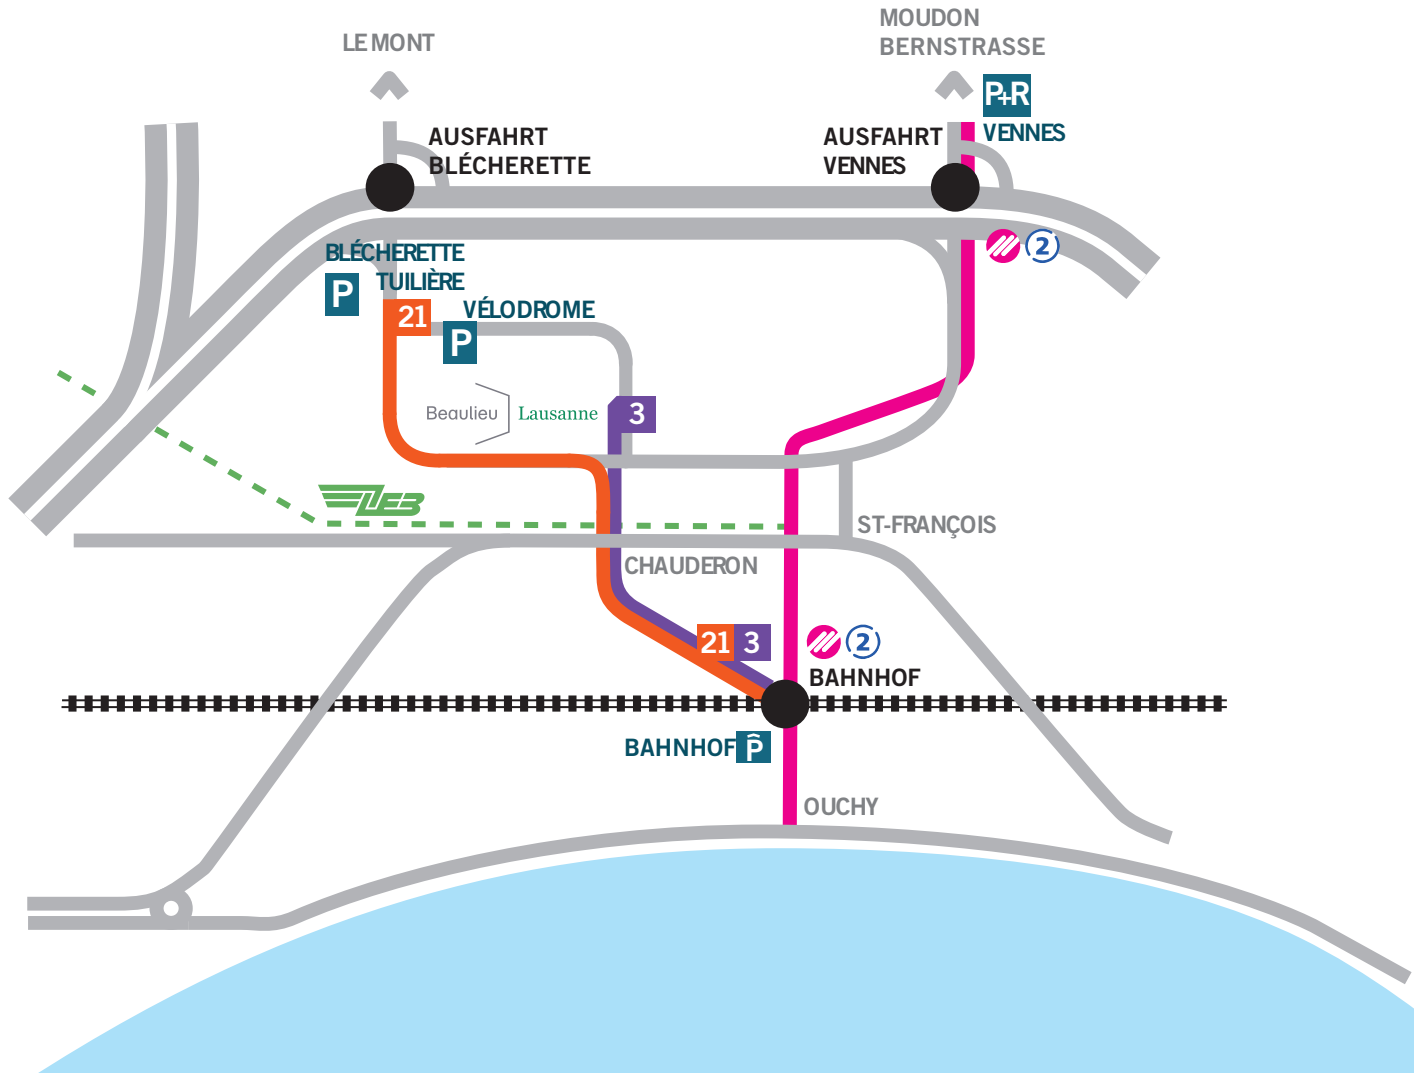 MOUDON
BERNSTRASSE
LE MONT
P+R
VENNES
AUSFAHRT
BLÉCHERETTE
AUSFAHRT
VENNES
2
BLÉCHERETTE
TUILIÈRE
P
21
VÉLODROME
P
Beaulieu Lausanne
3
LEB
ST-FRANÇOIS
CHAUDERON
21 3
2
BAHNHOF
BAHNHOF P
OUCHY